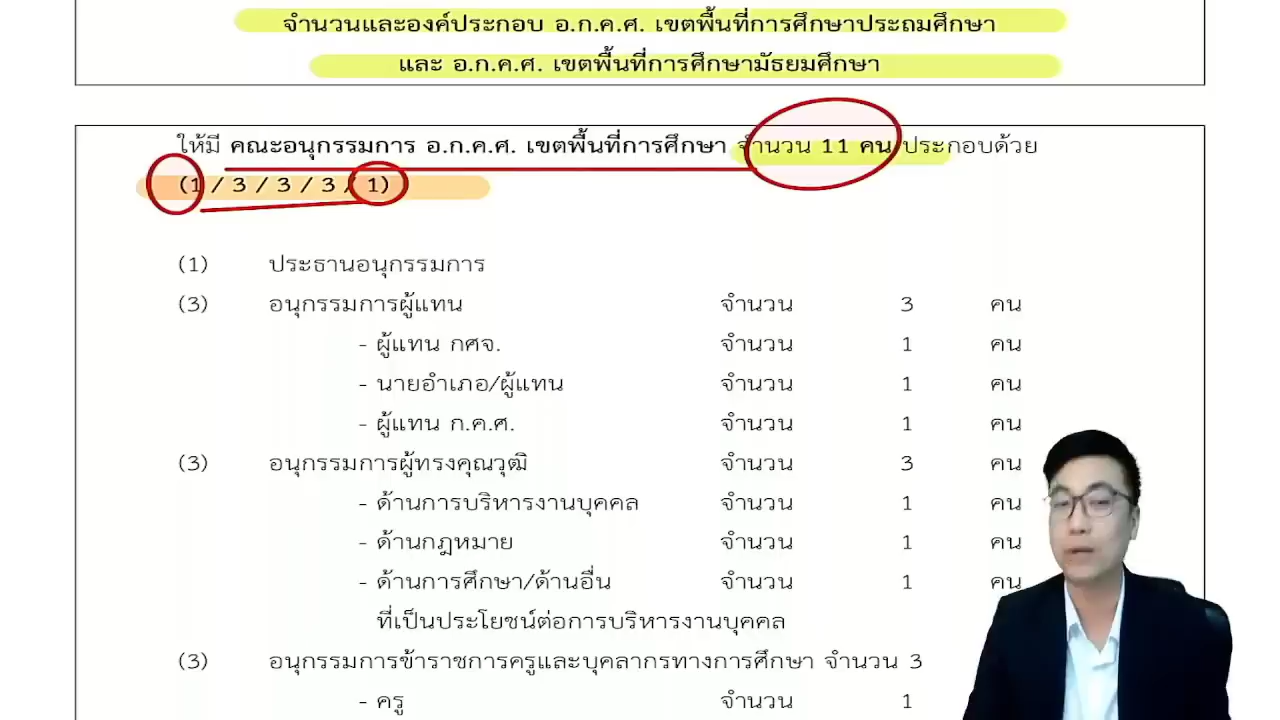 จำนวนและองค์ประกอบ อ.ก.ค.ศ. เขตพื้นที่การศึกษาประถมศึกษา
และ อ.ก.ค.ศ. เขตพื้นที่การศึกษามัธยมศึกษา
ให้มี คณะอนุกรรมการ อ.ก.ค.ศ. เขตพื้นที่การศึกษา จำนวน 11 คน ประกอบด้วย
(1 / 3 / 3 / 3 / 1)
(1) ประธานอนุกรรมการ
(3) อนุกรรมการผู้แทน จำนวน 3 คน
- ผู้แทน กศจ. จำนวน 1 คน
- นายอำเภอ/ผู้แทน จำนวน 1 คน
- ผู้แทน ก.ค.ศ. จำนวน 1 คน
(3) อนุกรรมการผู้ทรงคุณวุฒิ จำนวน 3 คน
- ด้านการบริหารงานบุคคล จำนวน 1 คน
- ด้านกฎหมาย จำนวน 1 คน
- ด้านการศึกษา/ด้านอื่น จำนวน 1 คน
ที่เป็นประโยชน์ต่อการบริหารงานบุคคล
(3) อนุกรรมการข้าราชการครูและบุคลากรทางการศึกษา จำนวน 3
- ครู จำนวน 1